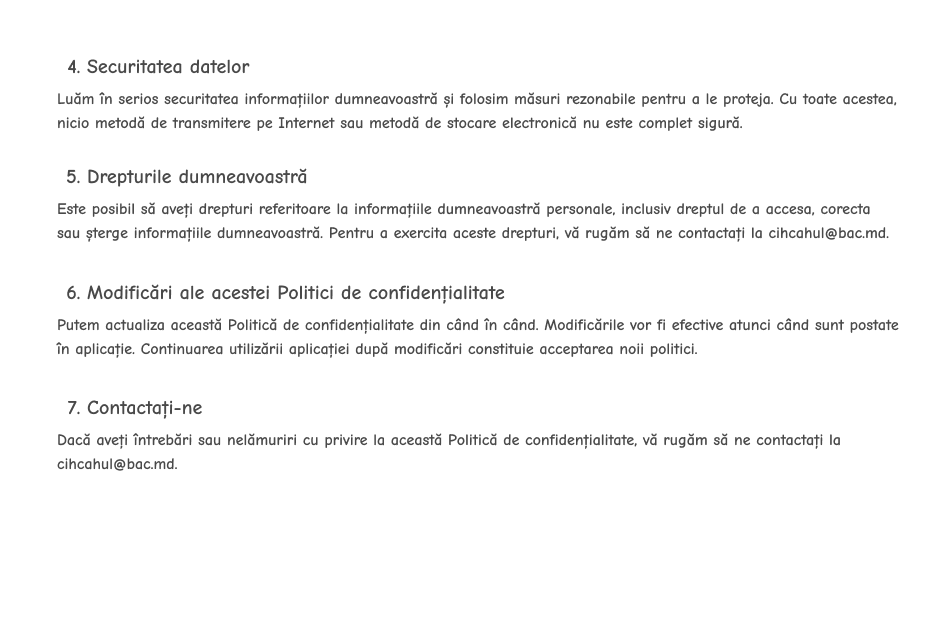 4. Securitatea datelor
Luăm în serios securitatea informațiilor dumneavoastră și folosim măsuri rezonabile pentru a le proteja. Cu toate acestea,
nicio metodă de transmitere pe Internet sau metodă de stocare electronică nu este complet sigură.
5. Drepturile dumneavoastră
Este posibil să aveți drepturi referitoare la informațiile dumneavoastră personale, inclusiv dreptul de a accesa, corecta
sau șterge informațiile dumneavoastră. Pentru a exercita aceste drepturi, vă rugăm să ne contactați la cihcahul@bac.md.
6. Modificări ale acestei Politici de confidențialitate
Putem actualiza această Politică de confidențialitate din când în când. Modificările vor fi efective atunci când sunt postate
în aplicație. Continuarea utilizării aplicației după modificări constituie acceptarea noii politici.
7. Contactați-ne
Dacă aveți întrebări sau nelămuriri cu privire la această Politică de confidențialitate, vă rugăm să ne contactați la
cihcahul@bac.md.